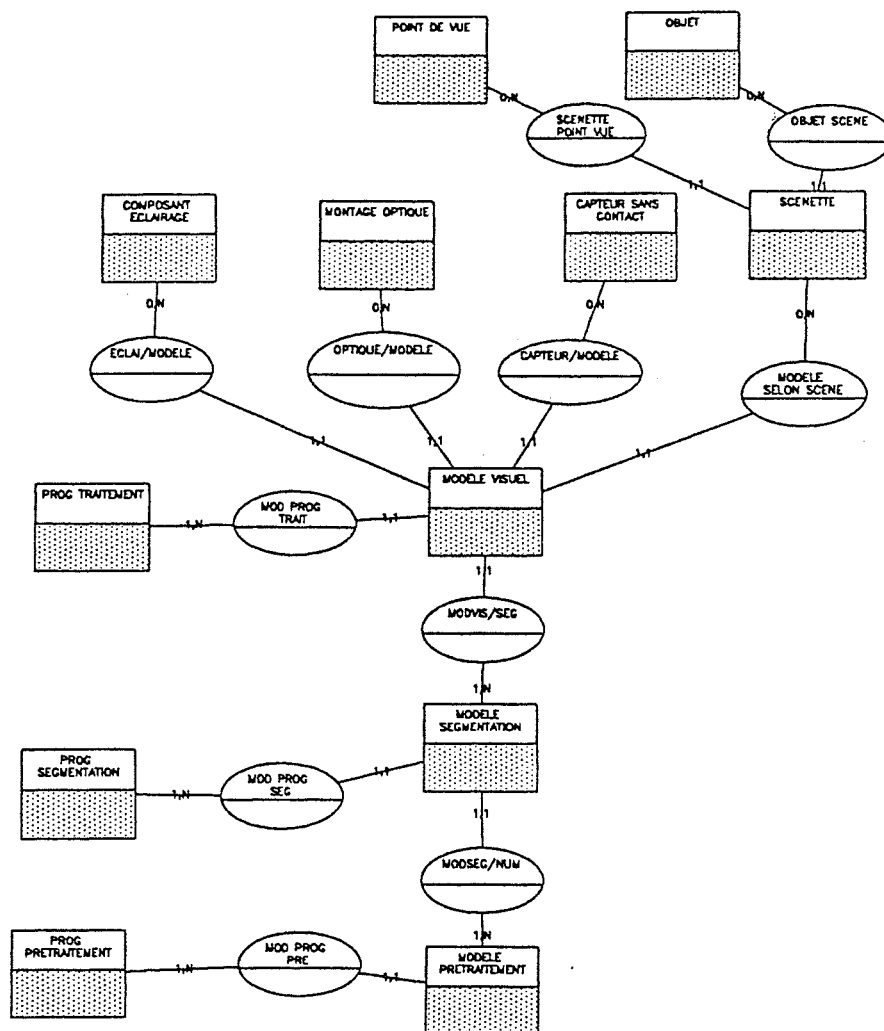 POINT DE VUE
OBJET
0,N
0,N
SCENETTE
POINT VUE
OBJET SCENE
1,1
1,1
COMPOSANT
ECLAIRAGE
MONTAGE OPTIQUE
CAPTEUR SANS
CONTACT
SCENETTE
0,N
0,N
0,N
0,N
ECLAI/MODELE
OPTIQUE/MODELE
CAPTEUR/MODELE
MODELE
SELON SCENE
1,1
1,1
1,1
1,1
PROG TRAITEMENT
MODELE VISUEL
1,N
MOD PROG
TRAIT
1,1
1,1
MODVIS/SEG
1,N
MODELE
SEGMENTATION
PROG
SEGMENTATION
1,N
MOD PROG
SEG
1,1
1,1
MODSEG/NUM
1,N
PROG
PRETRAITEMENT
1,N
MOD PROG
PRE
1,1
MODELE
PRETRAITEMENT